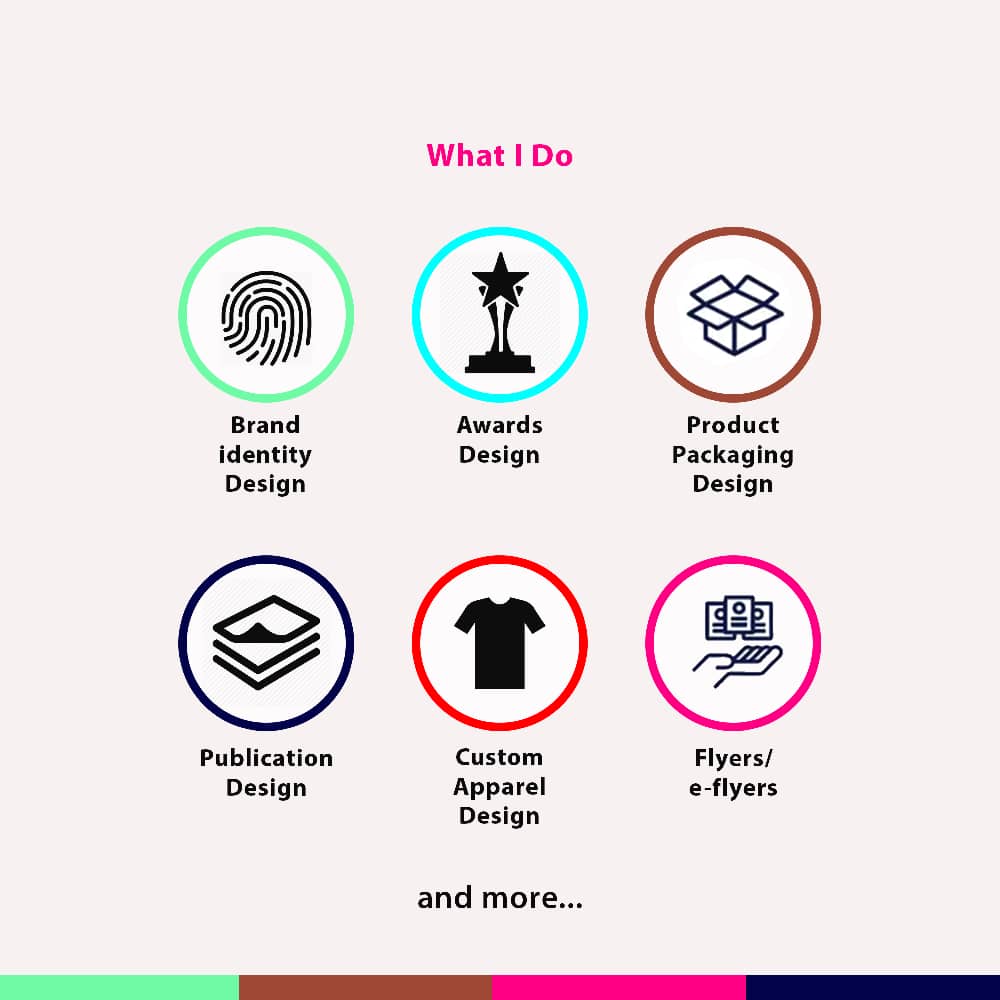 What I Do
Brand
identity
Design
Awards
Design
Product
Packaging
Design
Publication
Design
Custom
Apparel
Design
Flyers/
e-flyers
and more...